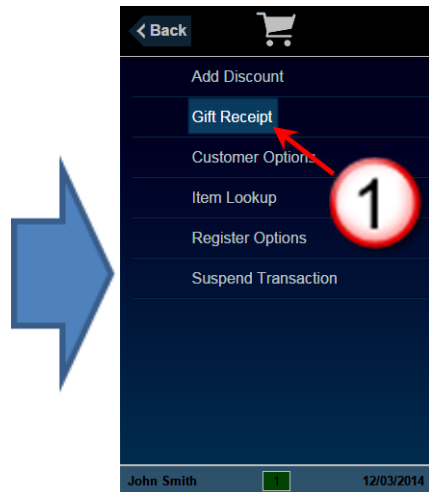 Back
Add Discount
Gift Receipt
Customer Options
1
Item Lookup
Register Options
Suspend Transaction
John Smith 1 12/03/2014